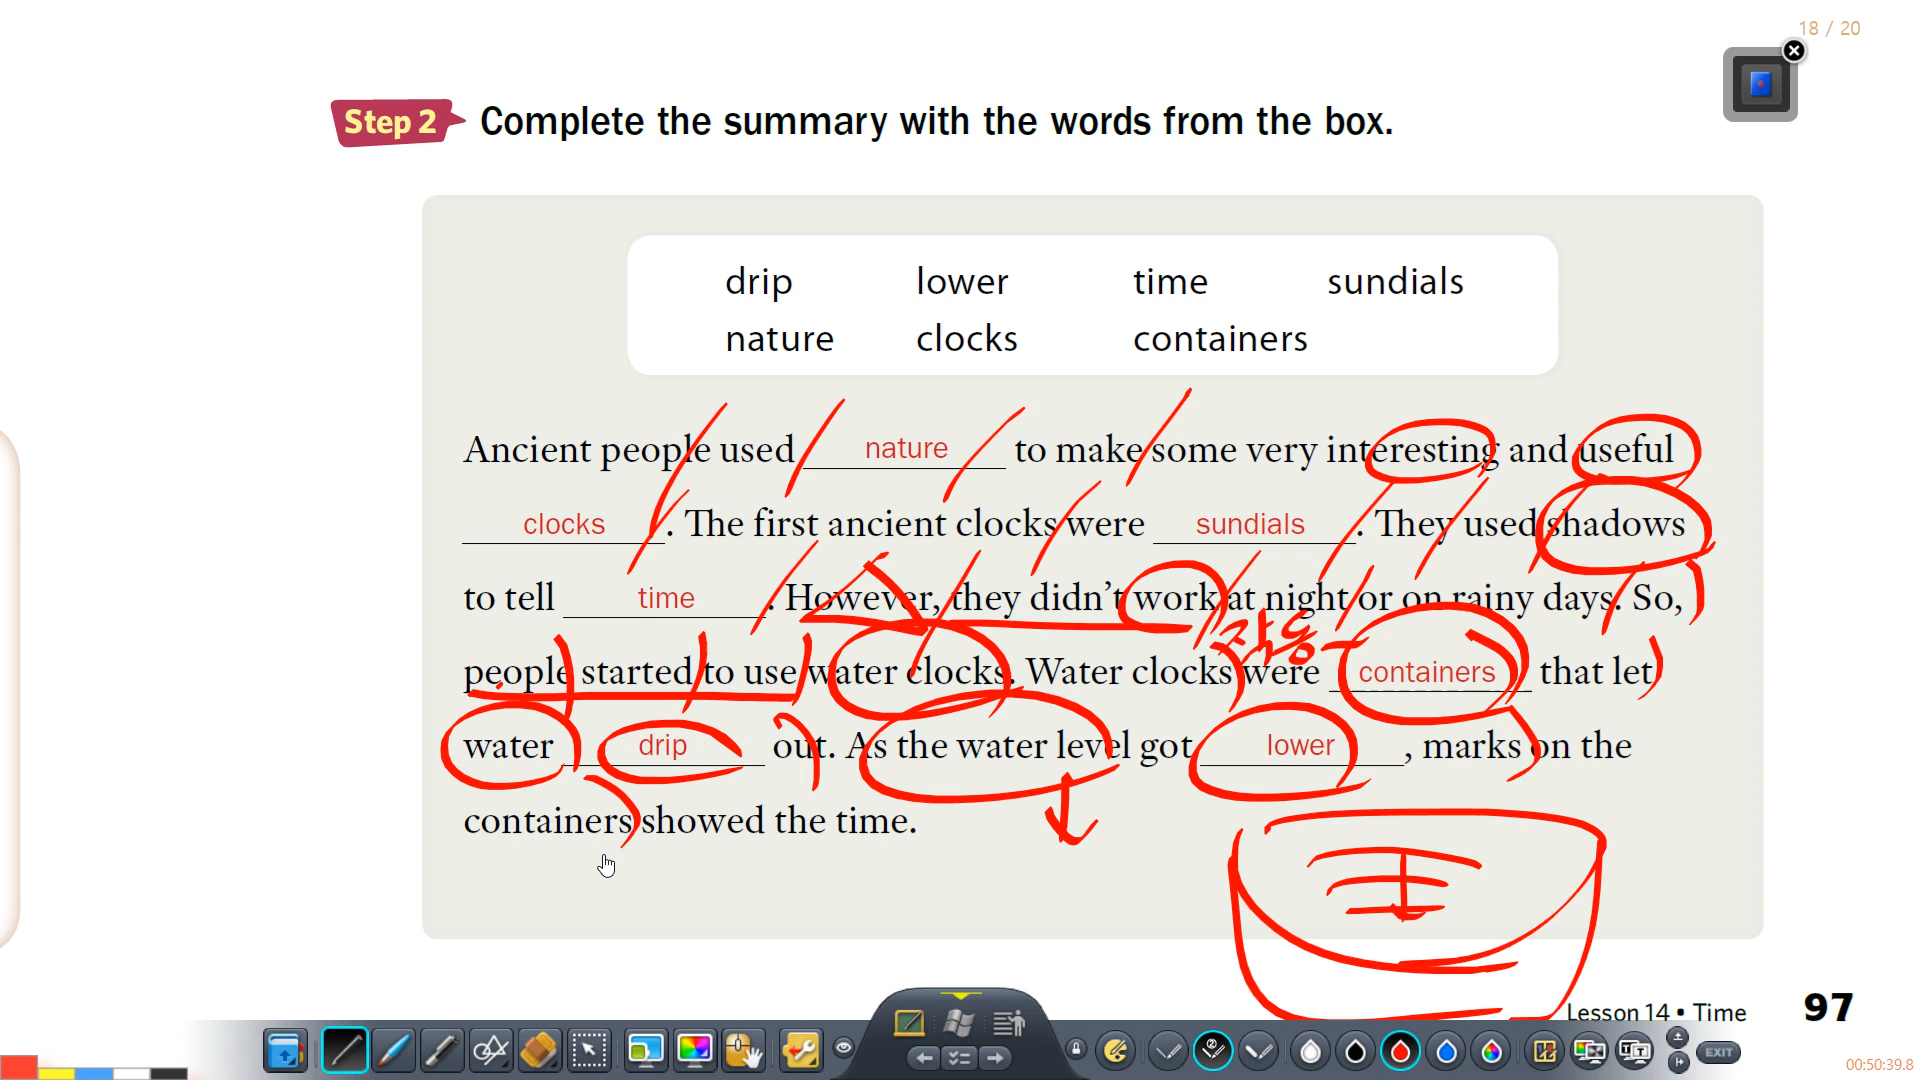 18 / 20
Step 2 Complete the summary with the words from the box.
drip lower time sundials
nature clocks containers
Ancient people used nature to make some very interesting and useful
clocks. The first ancient clocks were sundials. They used shadows
to tell time. However, they didn't work at night or on rainy days. So,
작동
people started to use water clocks. Water clocks were containers that let
water drip out. As the water level got lower, marks on the
containers showed the time.
Lesson 14 • Time 97
EXIT
00:50:39.8